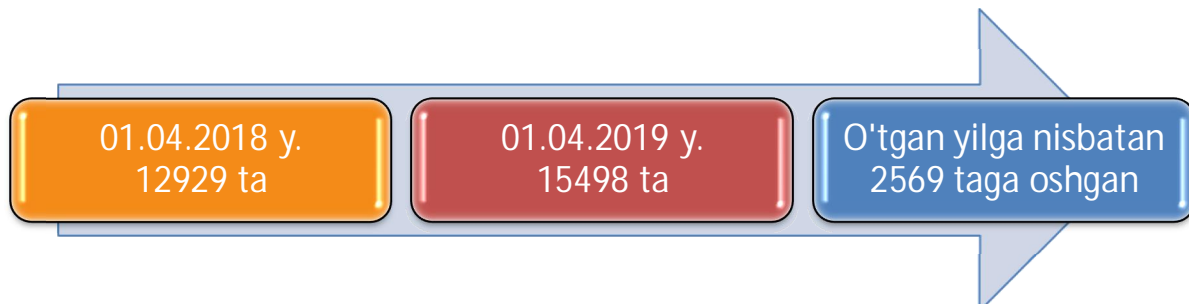 01.04.2018 y.
12929 ta
01.04.2019 y.
15498 ta
O'tgan yilga nisbatan
2569 taga oshgan